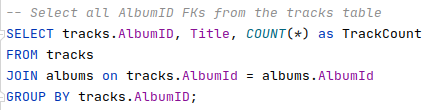 -- Select all AlbumID FKs from the tracks table
SELECT tracks.AlbumID, Title, COUNT(*) as TrackCount
FROM tracks
JOIN albums on tracks.AlbumId = albums.AlbumId
GROUP BY tracks.AlbumID;